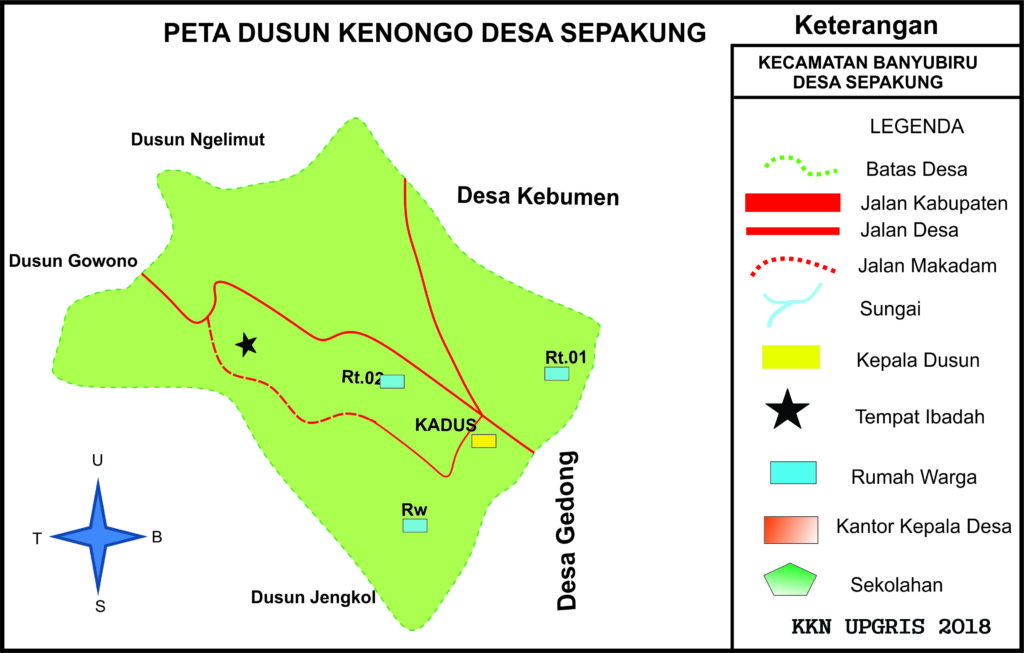 PETA DUSUN KENONGO DESA SEPAKUNG
Dusun Ngelimut
Desa Kebumen
Dusun Gowono
Rt.01
Rt.02
KADUS
Rw
Desa Gedong
Dusun Jengkol
U
T
B
S
Keterangan
KECAMATAN BANYUBIRU
DESA SEPAKUNG
LEGENDA
Batas Desa
Jalan Kabupaten
Jalan Desa
Jalan Makadam
Sungai
Kepala Dusun
Tempat Ibadah
Rumah Warga
Kantor Kepala Desa
Sekolahan
KKN UPGRIS 2018